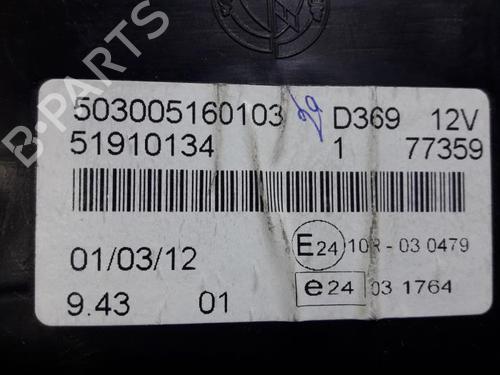 503005160103 29 D369 12V
51910134 1 77359
01/03/12 E24 10R - 03 0479
9.43 01 e24 03 1764
B-PARTS